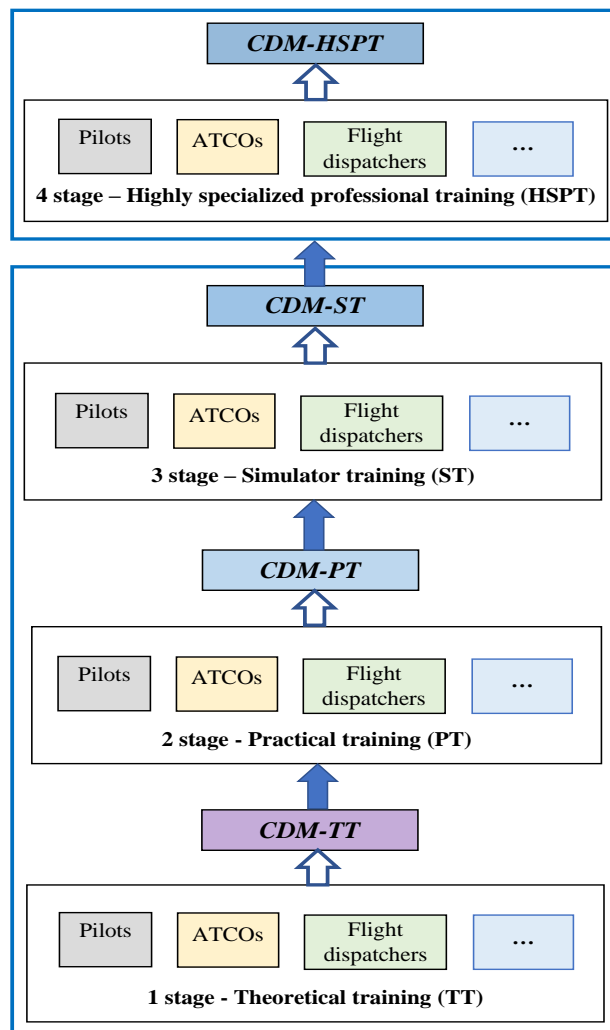 CDM-HSPT
Pilots
ATCOs
Flight
dispatchers
...
4 stage – Highly specialized professional training (HSPT)
CDM-ST
Pilots
ATCOs
Flight
dispatchers
...
3 stage – Simulator training (ST)
CDM-PT
Pilots
ATCOs
Flight
dispatchers
...
2 stage - Practical training (PT)
CDM-TT
Pilots
ATCOs
Flight
dispatchers
...
1 stage - Theoretical training (TT)